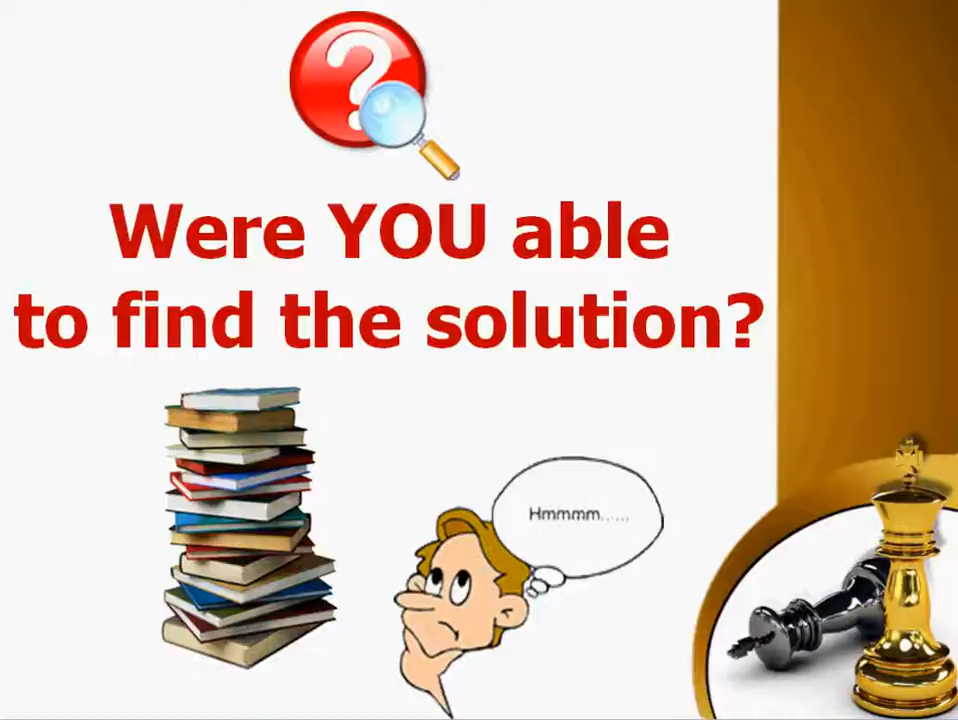 Were YOU able
to find the solution?
Hmmmm......